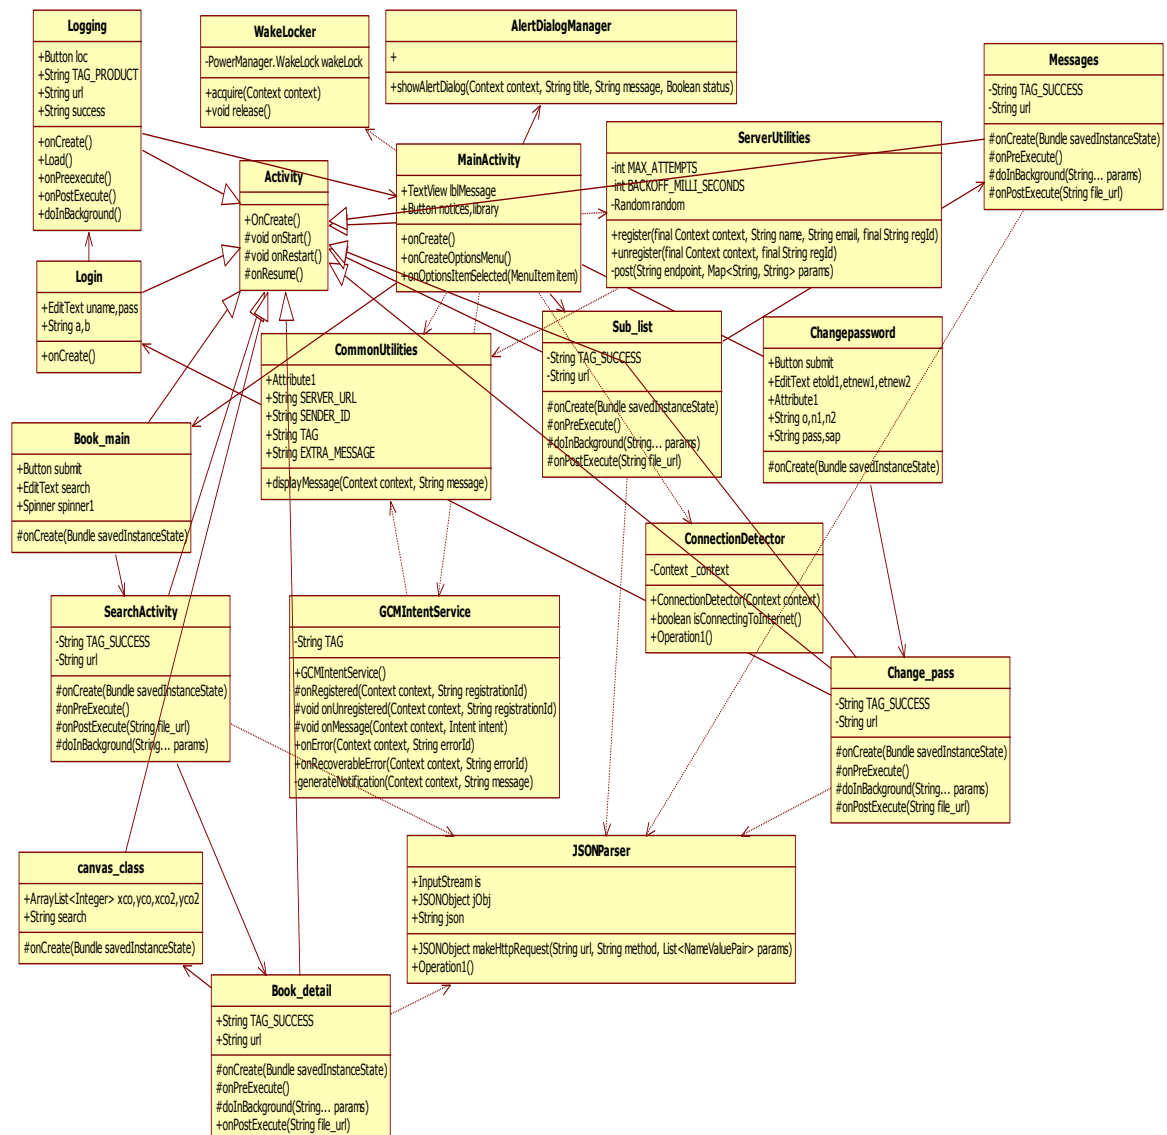 Logging
+Button loc
+String TAG_PRODUCT
+String url
+String success
+onCreate()
+Load()
+onPreexecute()
+onPostExecute()
+doInBackground()
WakeLocker
-PowerManager.WakeLock wakeLock
+acquire(Context context)
+void release()
AlertDialogManager
+
+showAlertDialog(Context context, String title, String message, Boolean status)
Messages
-String TAG_SUCCESS
-String url
#onCreate(Bundle savedInstanceState)
#onPreExecute()
#doInBackground(String... params)
#onPostExecute(String file_url)
Activity
+OnCreate()
#void onStart()
#void onRestart()
#onResume()
MainActivity
+TextView lblMessage
+Button notices,library
+onCreate()
+onCreateOptionsMenu()
+onOptionsItemSelected(MenuItem item)
ServerUtilities
-int MAX_ATTEMPTS
-int BACKOFF_MILLI_SECONDS
-Random random
+register(final Context context, String name, String email, final String regId)
+unregister(final Context context, final String regId)
-post(String endpoint, Map<String, String> params)
Login
+EditText uname,pass
+String a,b
+onCreate()
CommonUtilities
+Attribute1
+String SERVER_URL
+String SENDER_ID
+String TAG
+String EXTRA_MESSAGE
+displayMessage(Context context, String message)
Sub_list
-String TAG_SUCCESS
-String url
#onCreate(Bundle savedInstanceState)
#onPreExecute()
#doInBackground(String... params)
#onPostExecute(String file_url)
Changepassword
+Button submit
+EditText etold1,etnew1,etnew2
+Attribute1
+String o,n1,n2
+String pass,sap
#onCreate(Bundle savedInstanceState)
Book_main
+Button submit
+EditText search
+Spinner spinner1
#onCreate(Bundle savedInstanceState)
ConnectionDetector
-Context _context
+ConnectionDetector(Context context)
+boolean isConnectingToInternet()
+Operation1()
SearchActivity
-String TAG_SUCCESS
-String url
#onCreate(Bundle savedInstanceState)
#onPreExecute()
#onPostExecute(String file_url)
#doInBackground(String... params)
GCMIntentService
-String TAG
+GCMIntentService()
#onRegistered(Context context, String registrationId)
#void onUnregistered(Context context, String registrationId)
#void onMessage(Context context, Intent intent)
+onError(Context context, String errorId)
+onRecoverableError(Context context, String errorId)
-generateNotification(Context context, String message)
Change_pass
-String TAG_SUCCESS
-String url
#onCreate(Bundle savedInstanceState)
#onPreExecute()
#doInBackground(String... params)
#onPostExecute(String file_url)
canvas_class
+ArrayList<Integer> xco,yco,xco2,yco2
+String search
#onCreate(Bundle savedInstanceState)
JSONParser
+InputStream is
+JSONObject jObj
+String json
+JSONObject makeHttpRequest(String url, String method, List<NameValuePair> params)
+Operation1()
Book_detail
+String TAG_SUCCESS
+String url
#onCreate(Bundle savedInstanceState)
#onPreExecute()
#doInBackground(String... params)
+onPostExecute(String file_url)